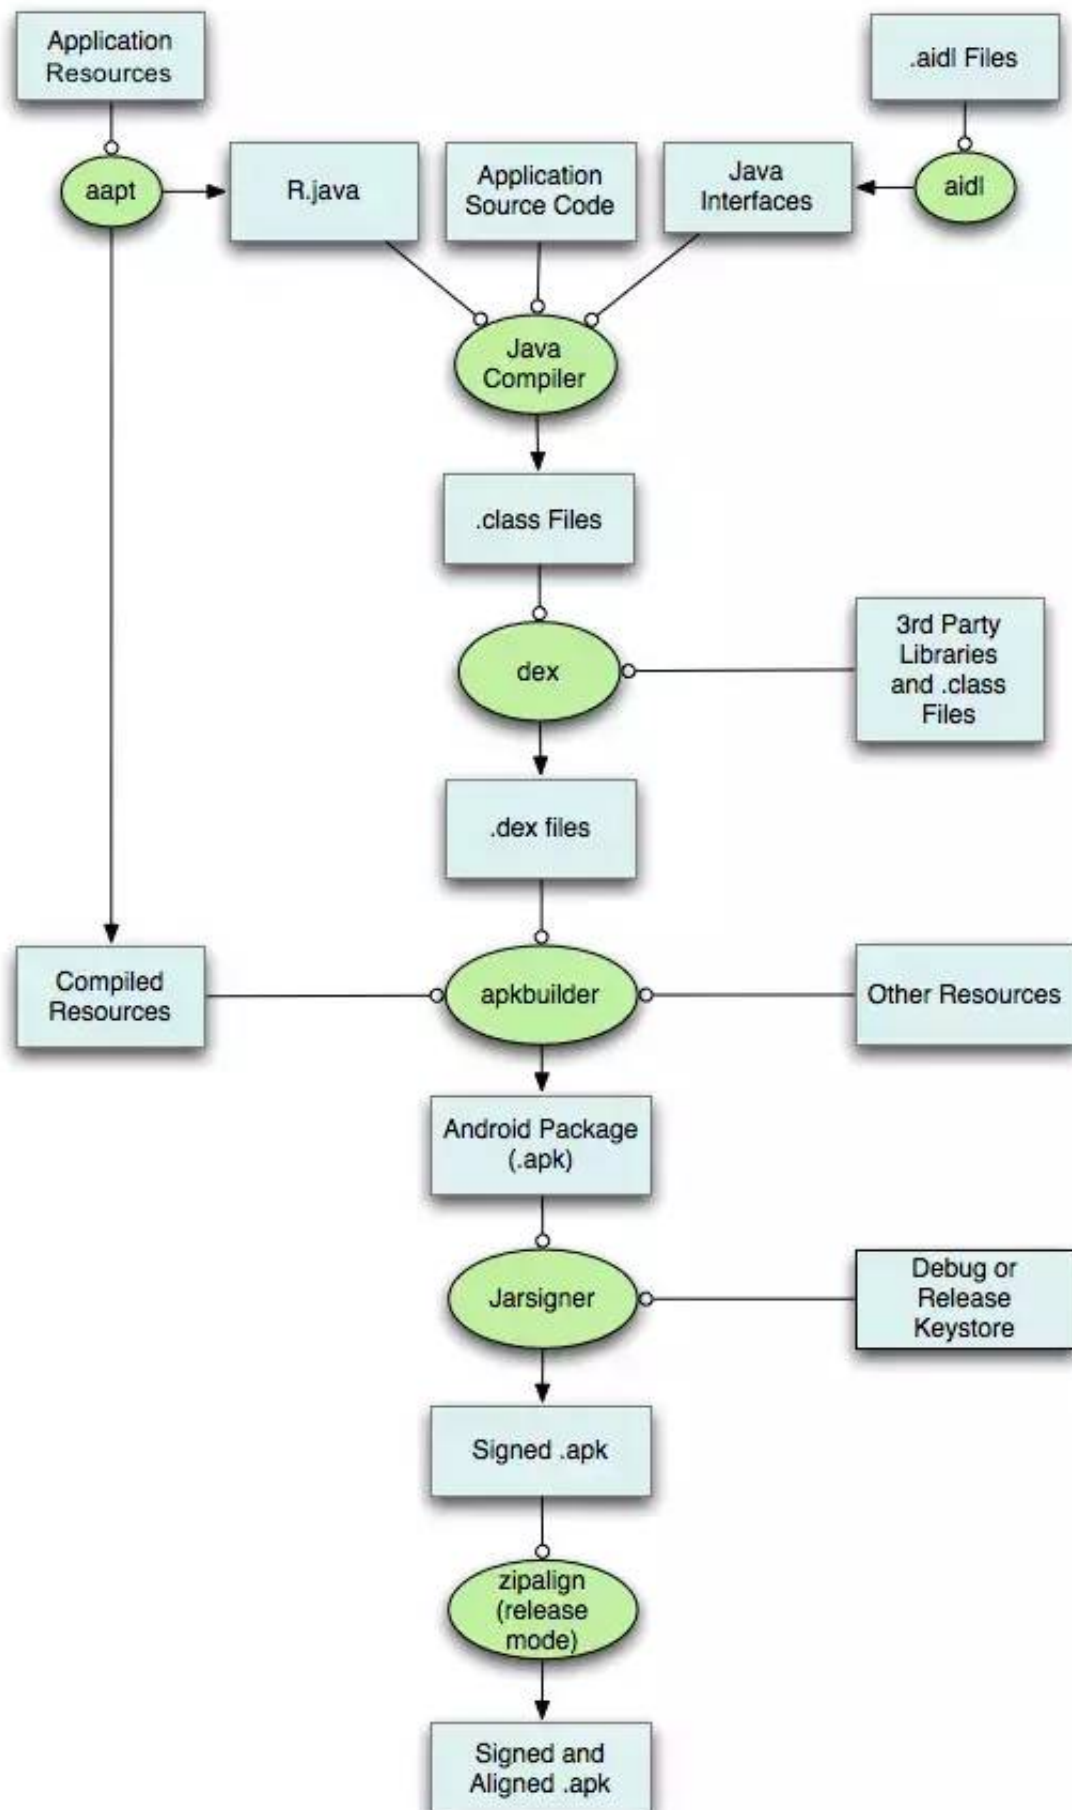 Application
Resources
.aidl Files
aapt
R.java
Application
Source Code
Java
Interfaces
aidl
Java
Compiler
.class Files
dex
3rd Party
Libraries
and .class
Files
.dex files
Compiled
Resources
apkbuilder
Other Resources
Android Package
(.apk)
Jarsigner
Debug or
Release
Keystore
Signed .apk
zipalign
(release
mode)
Signed and
Aligned .apk